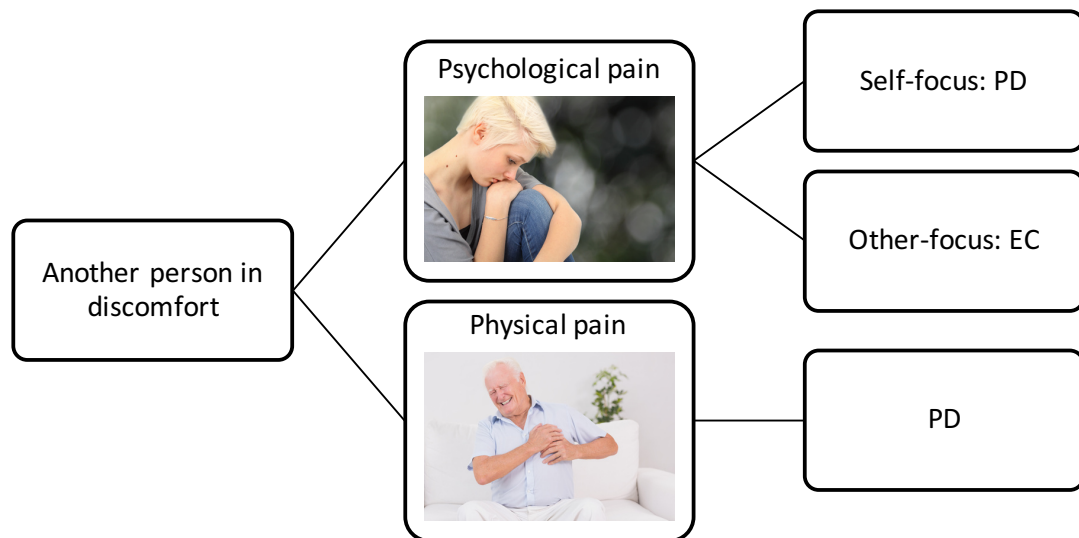 Another person in
discomfort
Psychological pain
Physical pain
Self-focus: PD
Other-focus: EC
PD